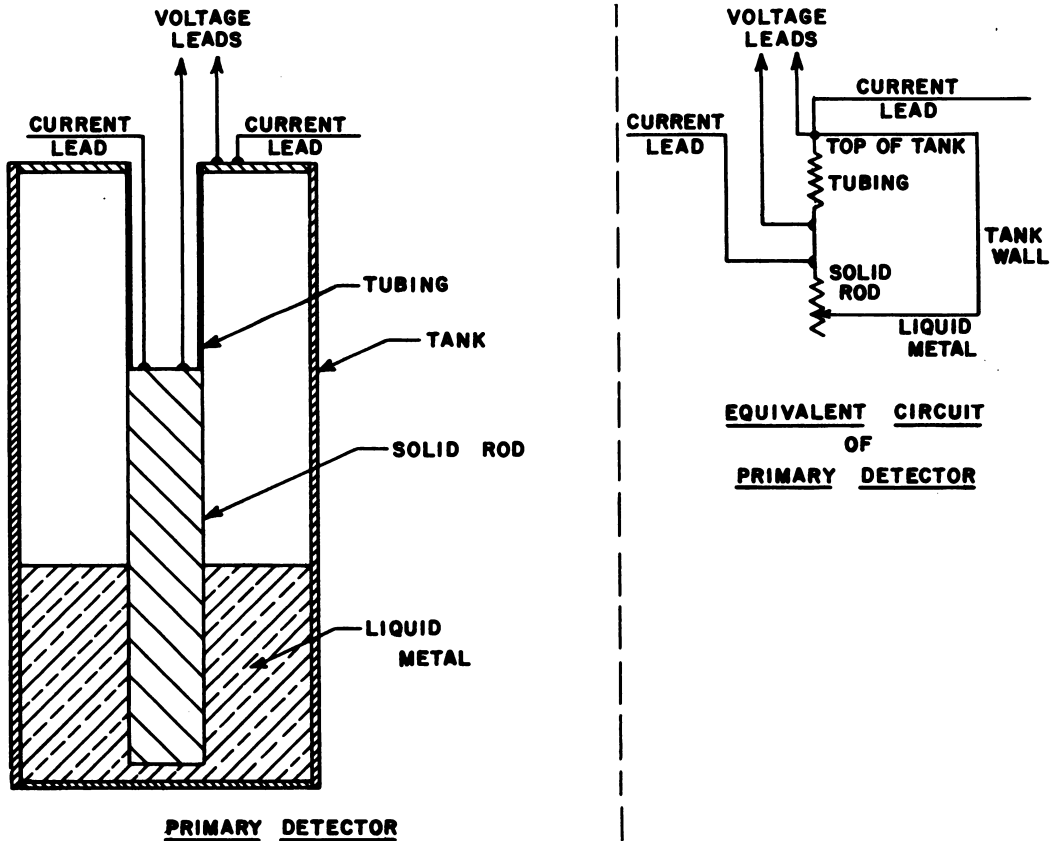 VOLTAGE
LEADS
CURRENT
LEAD
CURRENT
LEAD
TUBING
TANK
SOLID ROD
LIQUID
METAL
PRIMARY DETECTOR
VOLTAGE
LEADS
CURRENT
LEAD
CURRENT
LEAD
TOP OF TANK
TUBING
TANK
WALL
SOLID
ROD
LIQUID
METAL
EQUIVALENT CIRCUIT
OF
PRIMARY DETECTOR